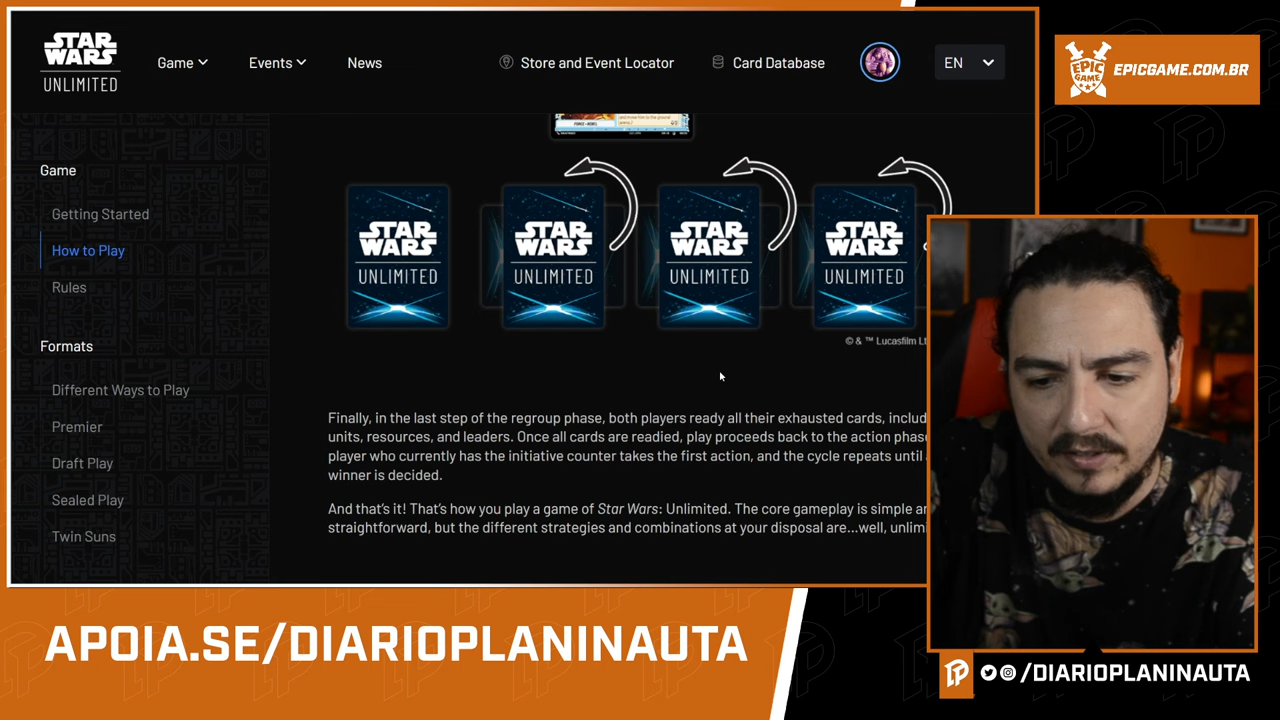 STAR
WARS
UNLIMITED
Game
Events
News
Store and Event Locator
Card Database
EN
EPIC
GAME
EPICGAME.COM.BR
Game
Getting Started
How to Play
Rules
Formats
Different Ways to Play
Premier
Draft Play
Sealed Play
Twin Suns
STAR
WARS
UNLIMITED
STAR
WARS
UNLIMITED
STAR
WARS
UNLIMITED
STAR
WARS
UNLIMITED
© & ™ Lucasfilm
Finally, in the last step of the regroup phase, both players ready all their exhausted cards,
units, resources, and leaders. Once all cards are readied, play proceeds back to the action phase
player who currently has the initiative counter takes the first action, and the cycle repeats until
winner is decided.
And that's it! That's how you play a game of Star Wars: Unlimited. The core gameplay is simple
straightforward, but the different strategies and combinations at your disposal are...well,
APOIA.SE/DIARIOPLANINAUTA
/DIARIOPLANINAUTA